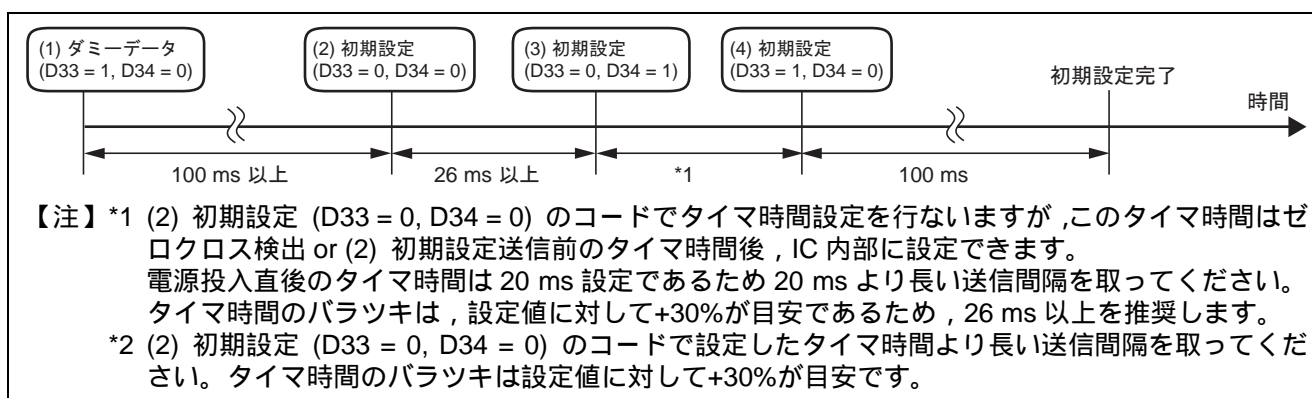 (1) ダミーデータ
(D33 = 1, D34 = 0)
(2) 初期設定
(D33 = 0, D34 = 0)
(3) 初期設定
(D33 = 0, D34 = 1)
(4) 初期設定
(D33 = 1, D34 = 0)
初期設定完了
時間
100 ms 以上
26 ms 以上
*1
100 ms
【注】*1 (2) 初期設定 (D33 = 0, D34 = 0) のコードでタイマ時間設定を行ないますが,このタイマ時間はゼ
ロクロス検出 or (2) 初期設定送信前のタイマ時間後,IC 内部に設定できます。
電源投入直後のタイマ時間は 20 ms 設定であるため 20 ms より長い送信間隔を取ってください。
タイマ時間のバラツキは,設定値に対して+30%が目安であるため,26 ms 以上を推奨します。
*2 (2) 初期設定 (D33 = 0, D34 = 0) のコードで設定したタイマ時間より長い送信間隔を取ってくだ
さい。タイマ時間のバラツキは設定値に対して+30%が目安です。